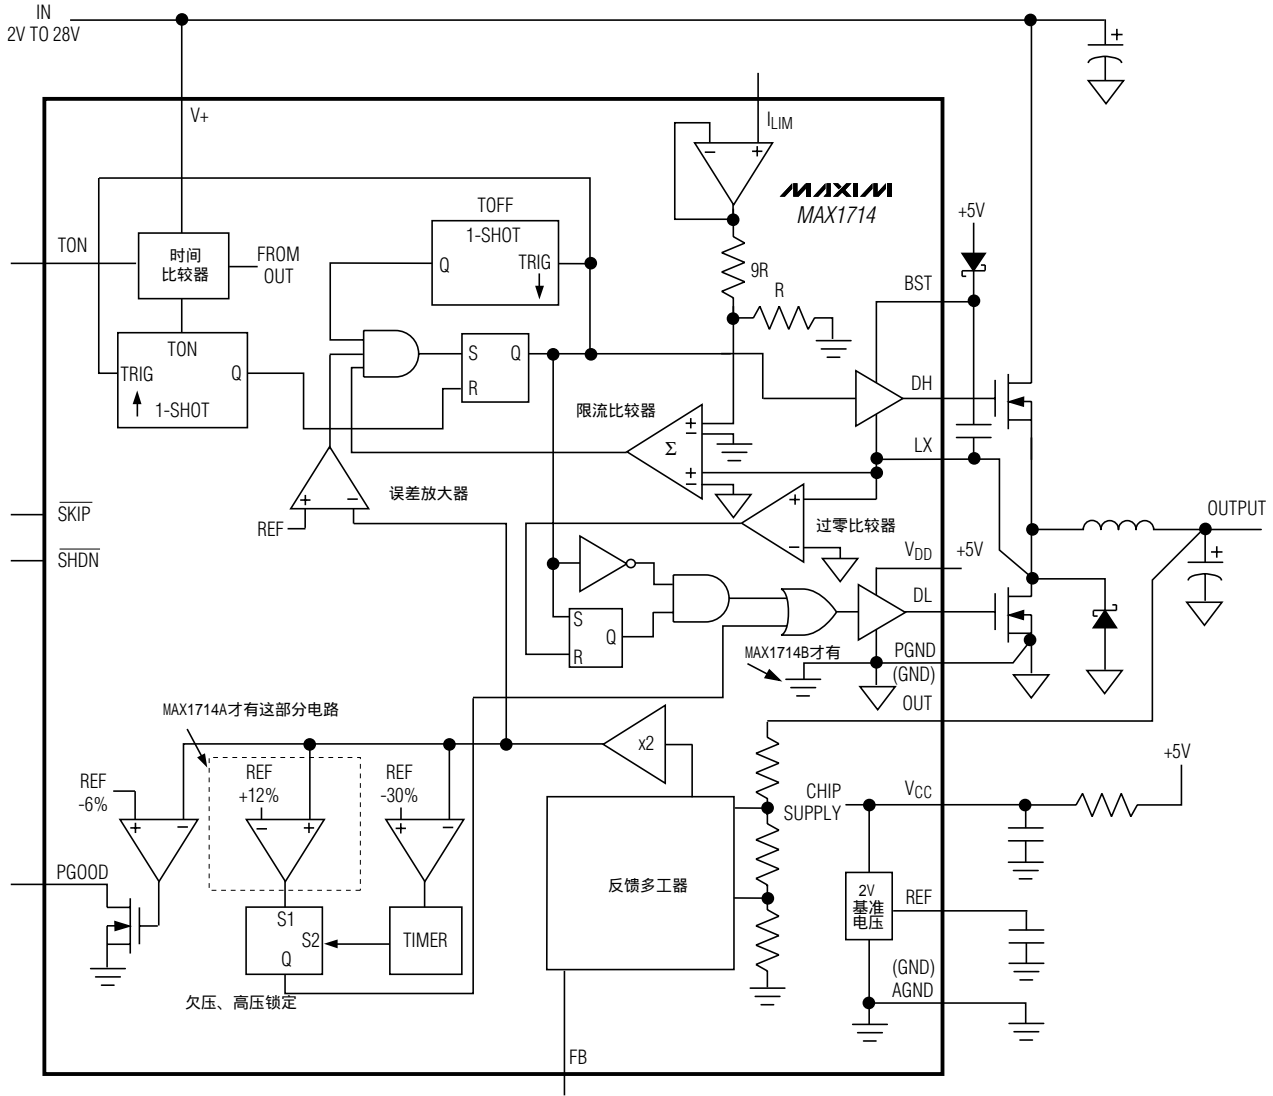 IN
2V TO 28V
V+
ILIM
MAXIM
MAX1714
TOFF
1-SHOT
Q
TRIG
+5V
TON
时间
比较器
FROM
OUT
9R
R
BST
TON
TRIG
Q
1-SHOT
S
Q
R
DH
限流比较器
+
−
Σ
+
−
LX
误差放大器
+
−
REF
SKIP
SHDN
+
−
过零比较器
OUTPUT
VDD
+5V
DL
S
Q
R
MAX1714B才有
PGND
(GND)
OUT
MAX1714A才有这部分电路
x2
+5V
REF
-6%
REF
+12%
REF
-30%
+
−
−
+
+
−
CHIP
SUPPLY
VCC
PGOOD
反馈多工器
2V
基准
电压
REF
S1
S2
Q
TIMER
(GND)
AGND
欠压、高压锁定
FB